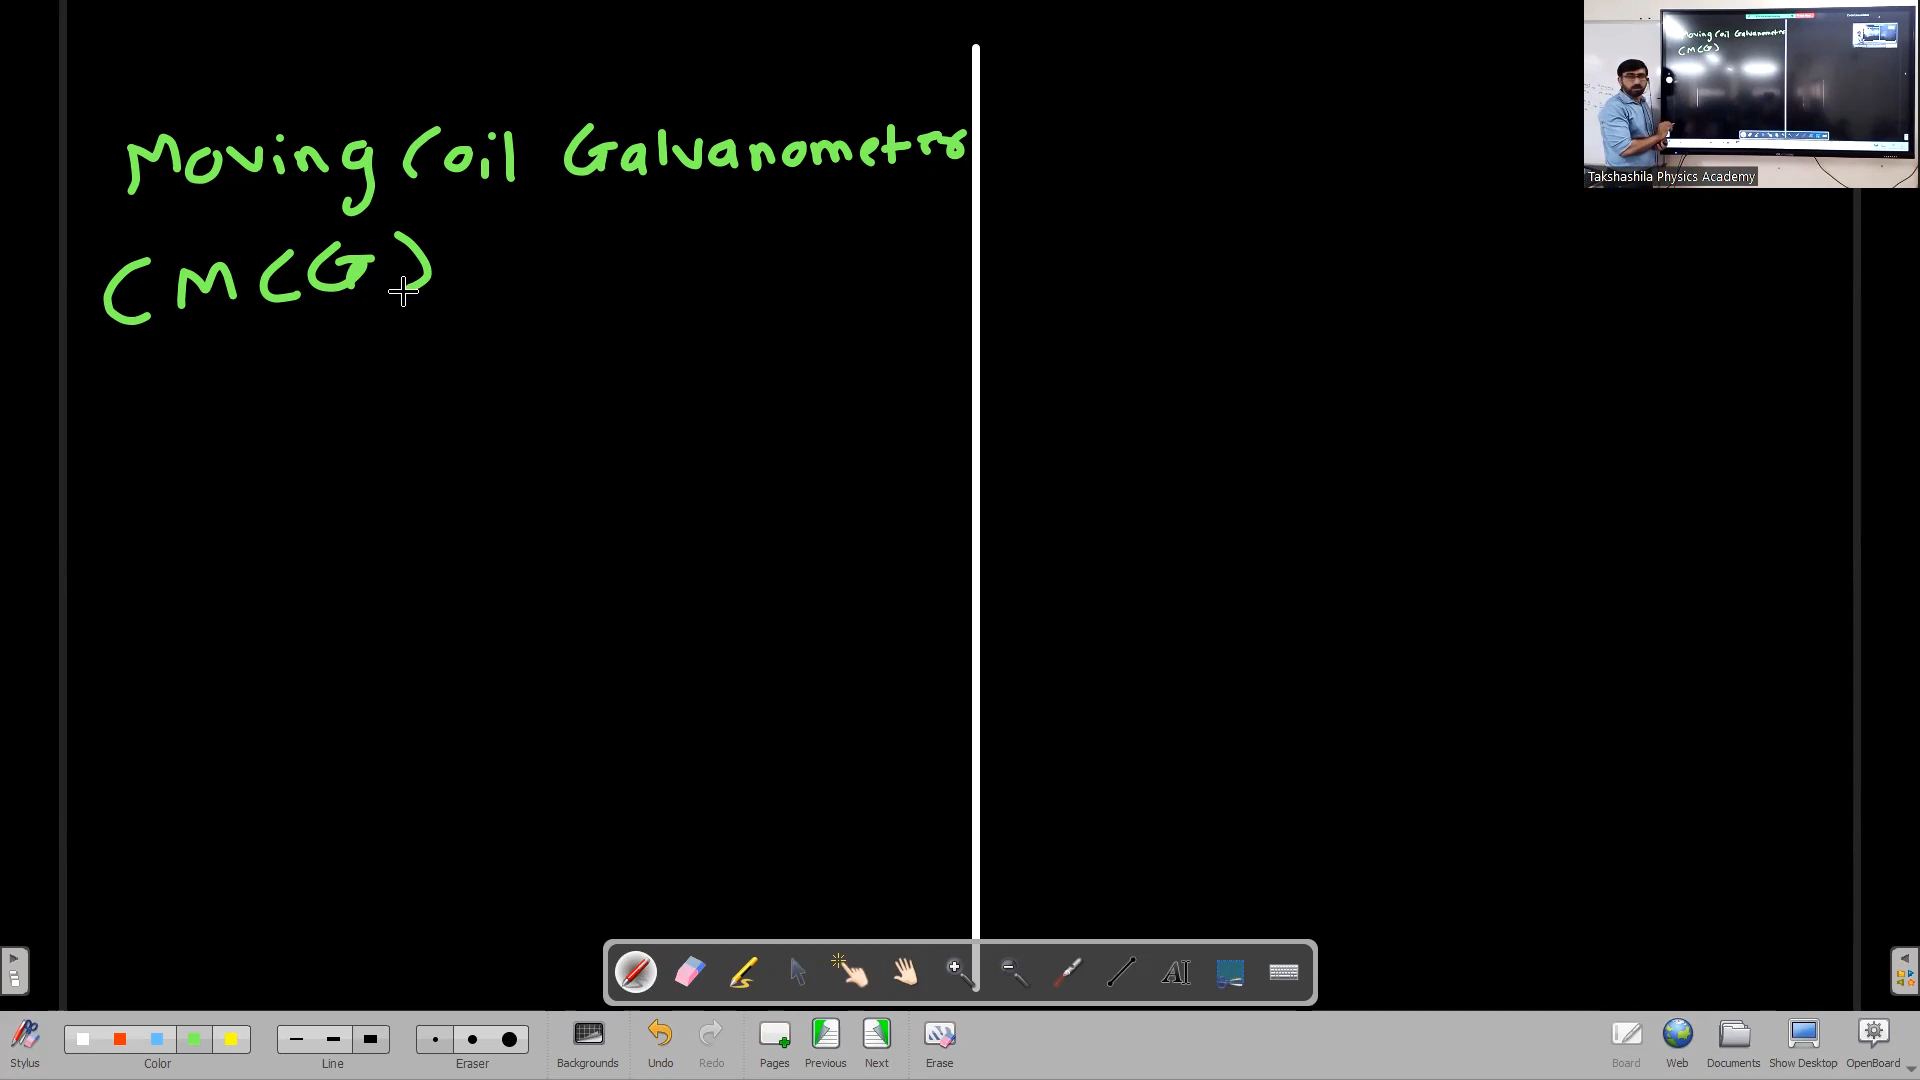 Moving Coil Galvanometer
(MCG)
Takshashila Physics Academy
Stylus
Color
Line
Eraser
Backgrounds
Undo
Redo
Pages
Previous
Next
Erase
Board
Web
Documents
Show Desktop
OpenBoard